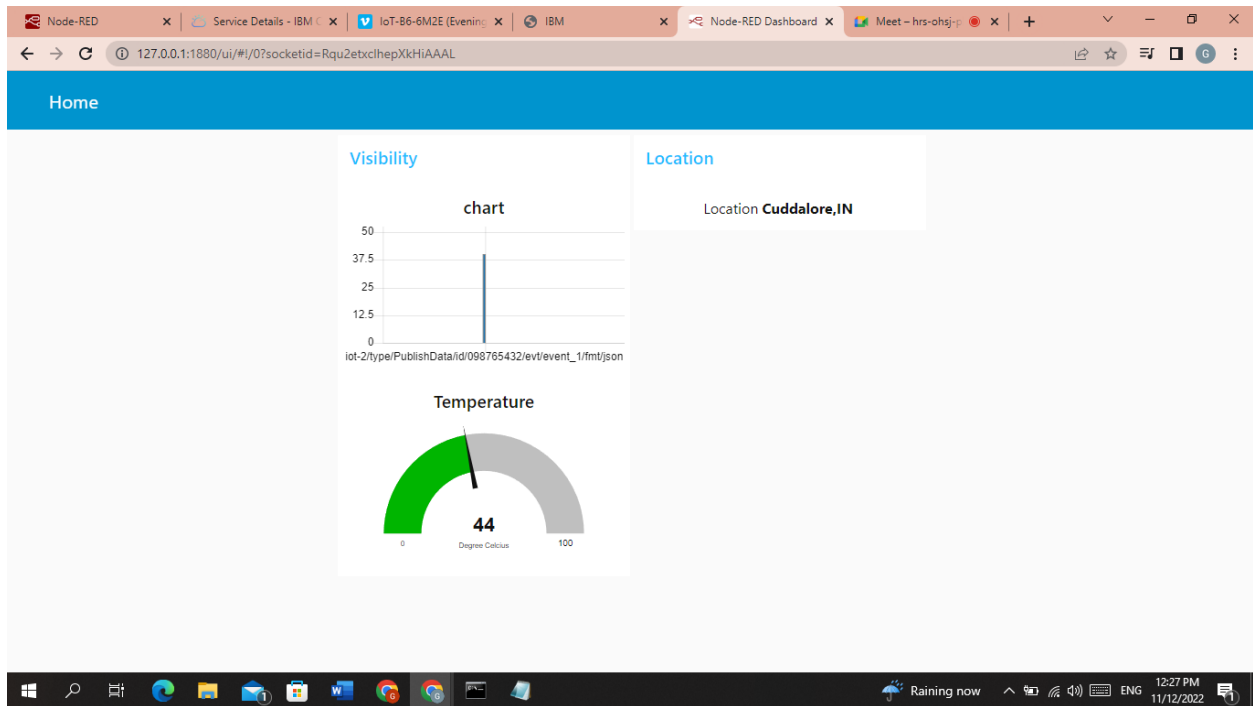 Node-RED
Service Details - IBM C
IoT-B6-6M2E (Evening
IBM
Node-RED Dashboard
Meet – hrs-ohsj-p
127.0.0.1:1880/ui/#!/0?socketid=Rqu2etxclhepXkHiAAAL
G
Home
Visibility
chart
50
37.5
25
12.5
0
iot-2/type/PublishData/id/098765432/evt/event_1/fmt/json
Temperature
44
0
Degree Celcius
100
Location
Location Cuddalore,IN
Raining now
ENG
12:27 PM
11/12/2022